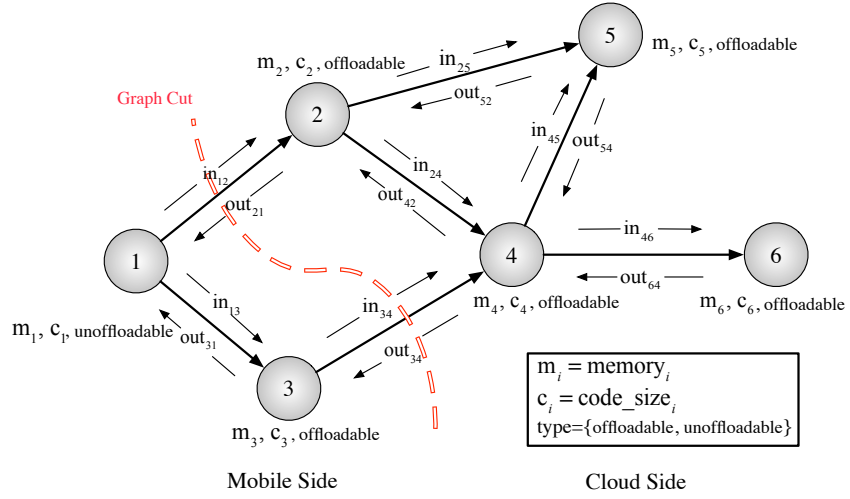 5
m₂, c₂, offloadable
in₂₅
m₅, c₅, offloadable
Graph Cut
2
out₅₂
in₄₅
out₅₄
in₁₂
in₂₄
out₂₁
out₄₂
1
4
in₄₆
6
in₁₃
in₃₄
out₆₄
m₁, c₁, unoffloadable
out₃₁
m₄, c₄, offloadable
m₆, c₆, offloadable
out₃₄
3
m₃, c₃, offloadable
mᵢ = memoryᵢ
cᵢ = code_sizeᵢ
type={offloadable, unoffloadable}
Mobile Side
Cloud Side